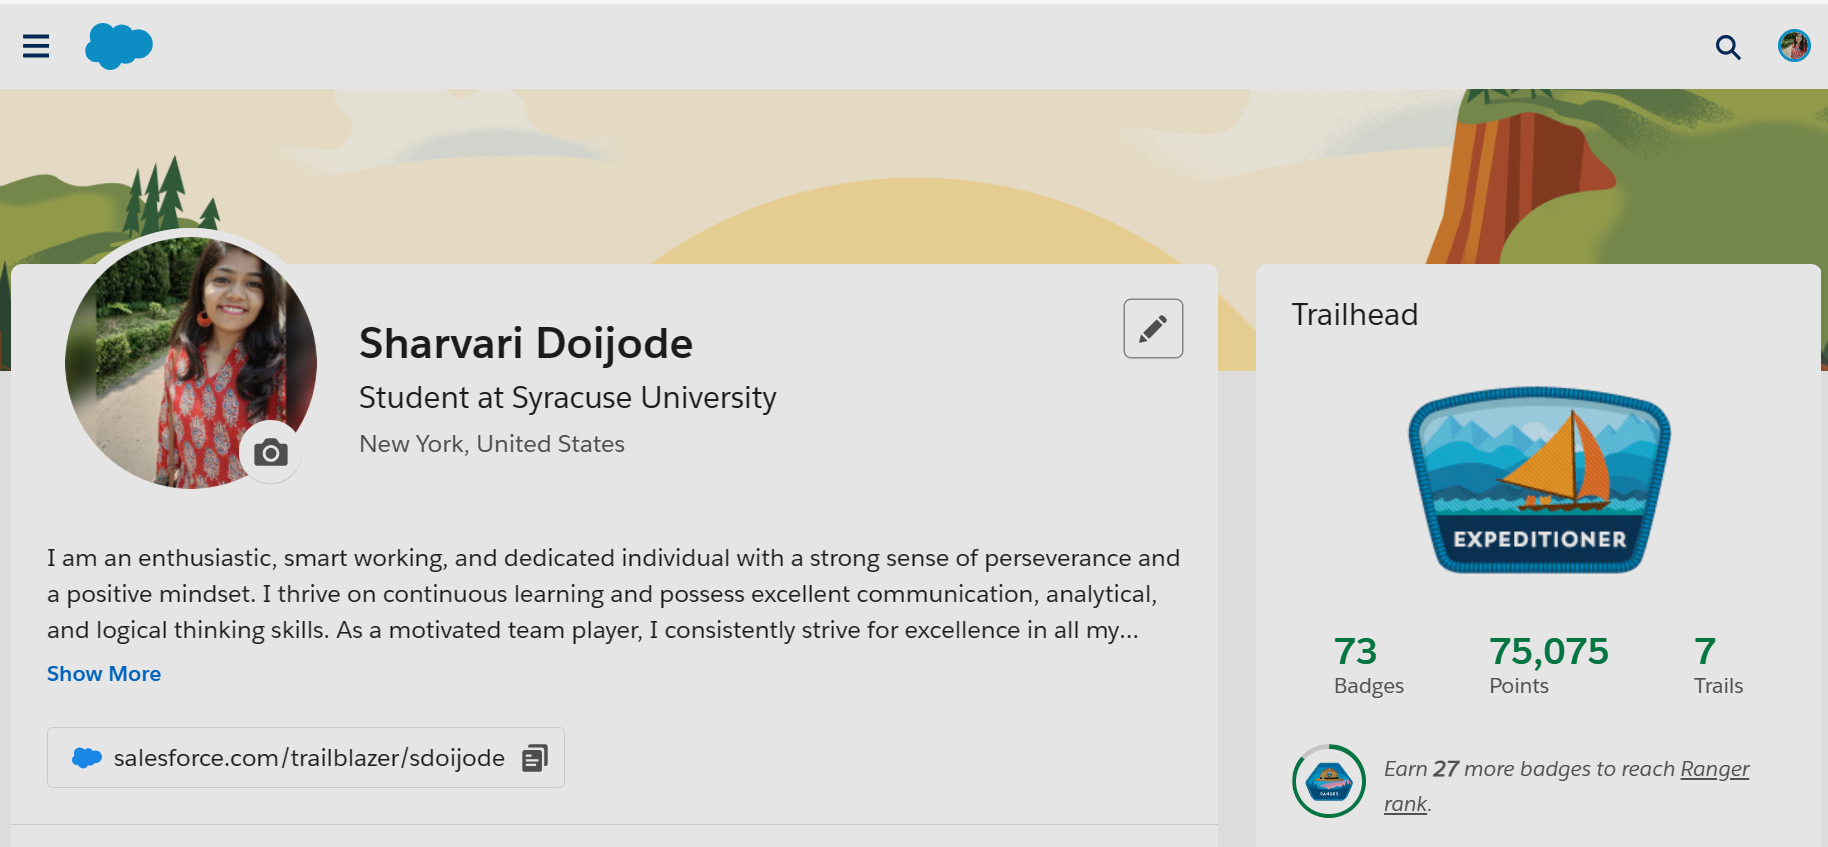 Sharvari Doijode
Student at Syracuse University
New York, United States
I am an enthusiastic, smart working, and dedicated individual with a strong sense of perseverance and
a positive mindset. I thrive on continuous learning and possess excellent communication, analytical,
and logical thinking skills. As a motivated team player, I consistently strive for excellence in all my...
Show More
salesforce.com/trailblazer/sdoijode
Trailhead
EXPEDITIONER
73 75,075 7
Badges Points Trails
RANGER
Earn 27 more badges to reach Ranger
rank.